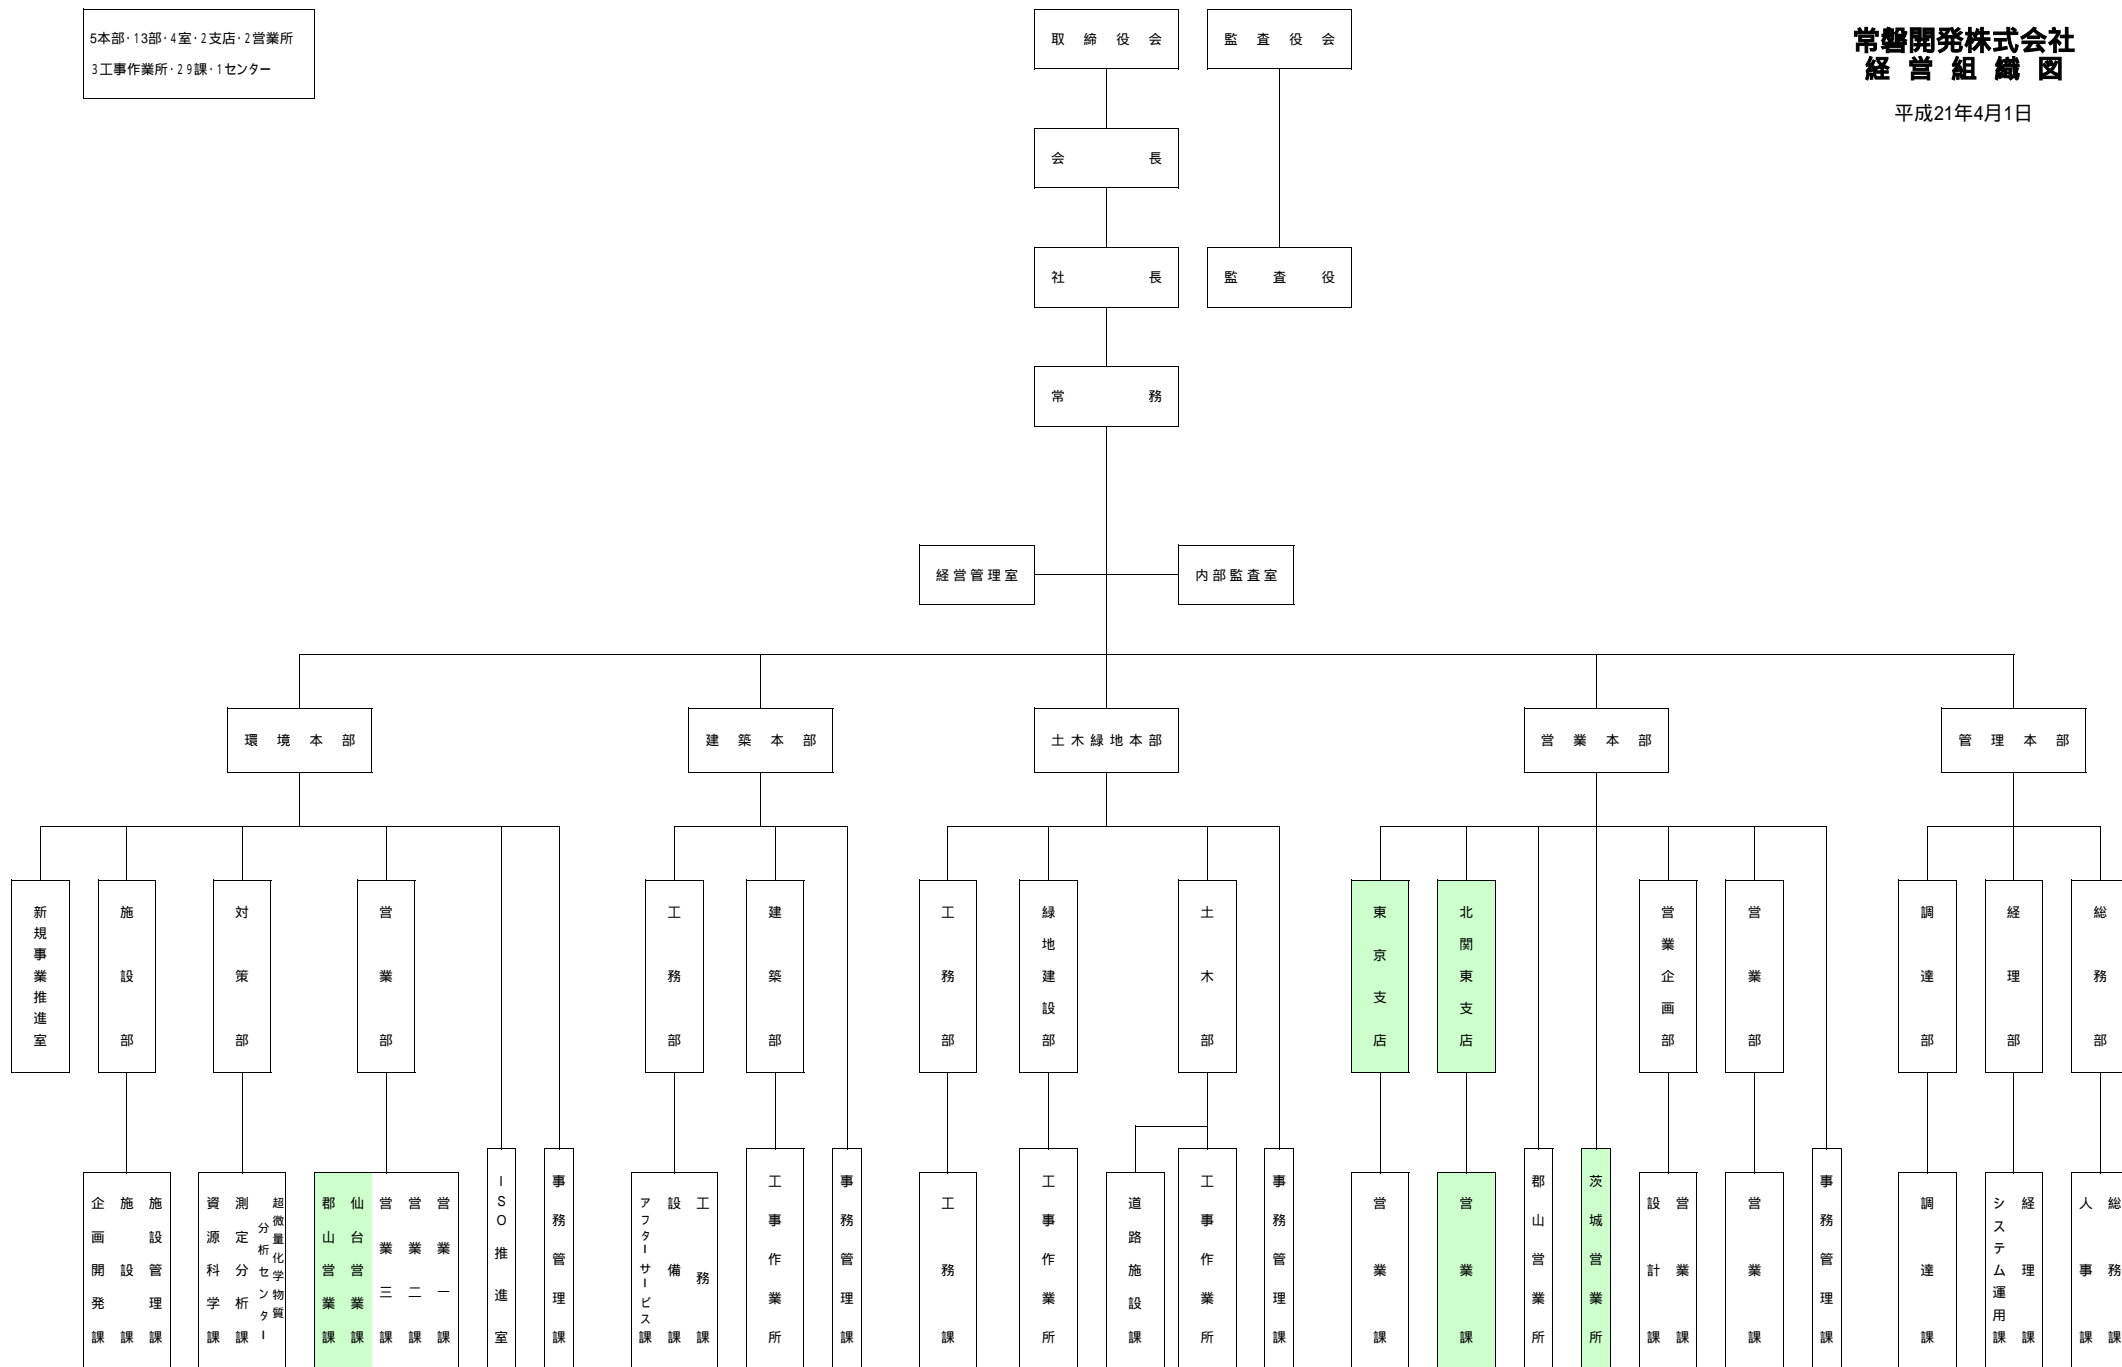 5本部・13部・4室・2支店・2営業所
3工事作業所・29課・1センター
取締役会
監査役会
常磐開発株式会社
経営組織図
平成21年4月1日
会長
社長
監査役
常務
経営管理室
内部監査室
環境本部
建築本部
土木緑地本部
営業本部
管理本部
新規事業推進室
施設部
対策部
営業部
工務部
建築部
工務部
緑地建設部
土木部
東京支店
北関東支店
営業企画部
営業部
調達部
経理部
総務部
企画開発課
施設課
施設管理課
資源科学課
測定分析課
超微量化学物質
分析センター
郡山営業課
仙台営業課
営業三課
営業二課
営業一課
ISO推進室
事務管理課
アフターサービス課
設備課
工務課
工事作業所
事務管理課
工務課
工事作業所
道路施設課
工事作業所
事務管理課
営業課
営業課
郡山営業所
茨城営業所
設計課
営業課
営業課
事務管理課
調達課
システム運用課
経理課
人事課
総務課